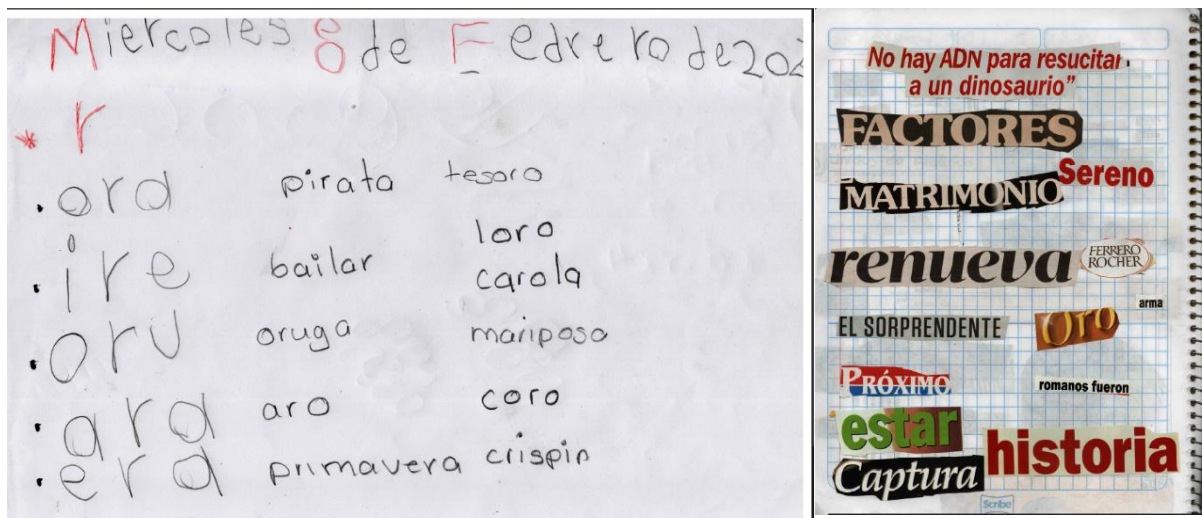 Miercoles 8 de Fedrero de 202
* r
. ora pirata tesoro
loro
. ire bailar carola
. oru oruga mariposa
. ara aro coro
. era primavera crispin
No hay ADN para resucitar
a un dinosaurio”
FACTORES
Sereno
MATRIMONIO
renueva FERRERO
ROCHER
arma
EL SORPRENDENTE Oro
PRÓXIMO romanos fueron
estar
historia
Captura
Scribe